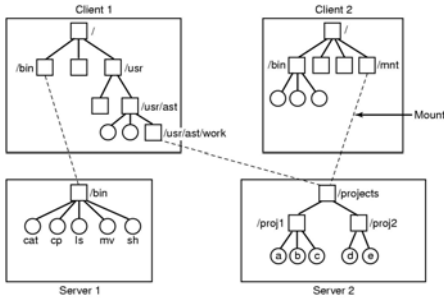 Client 1
Client 2
/
/
/bin
/usr
/bin
/mnt
/usr/ast
/usr/ast/work
Mount
/bin
/projects
cat
cp
ls
mv
sh
/proj1
/proj2
a
b
c
d
e
Server 1
Server 2